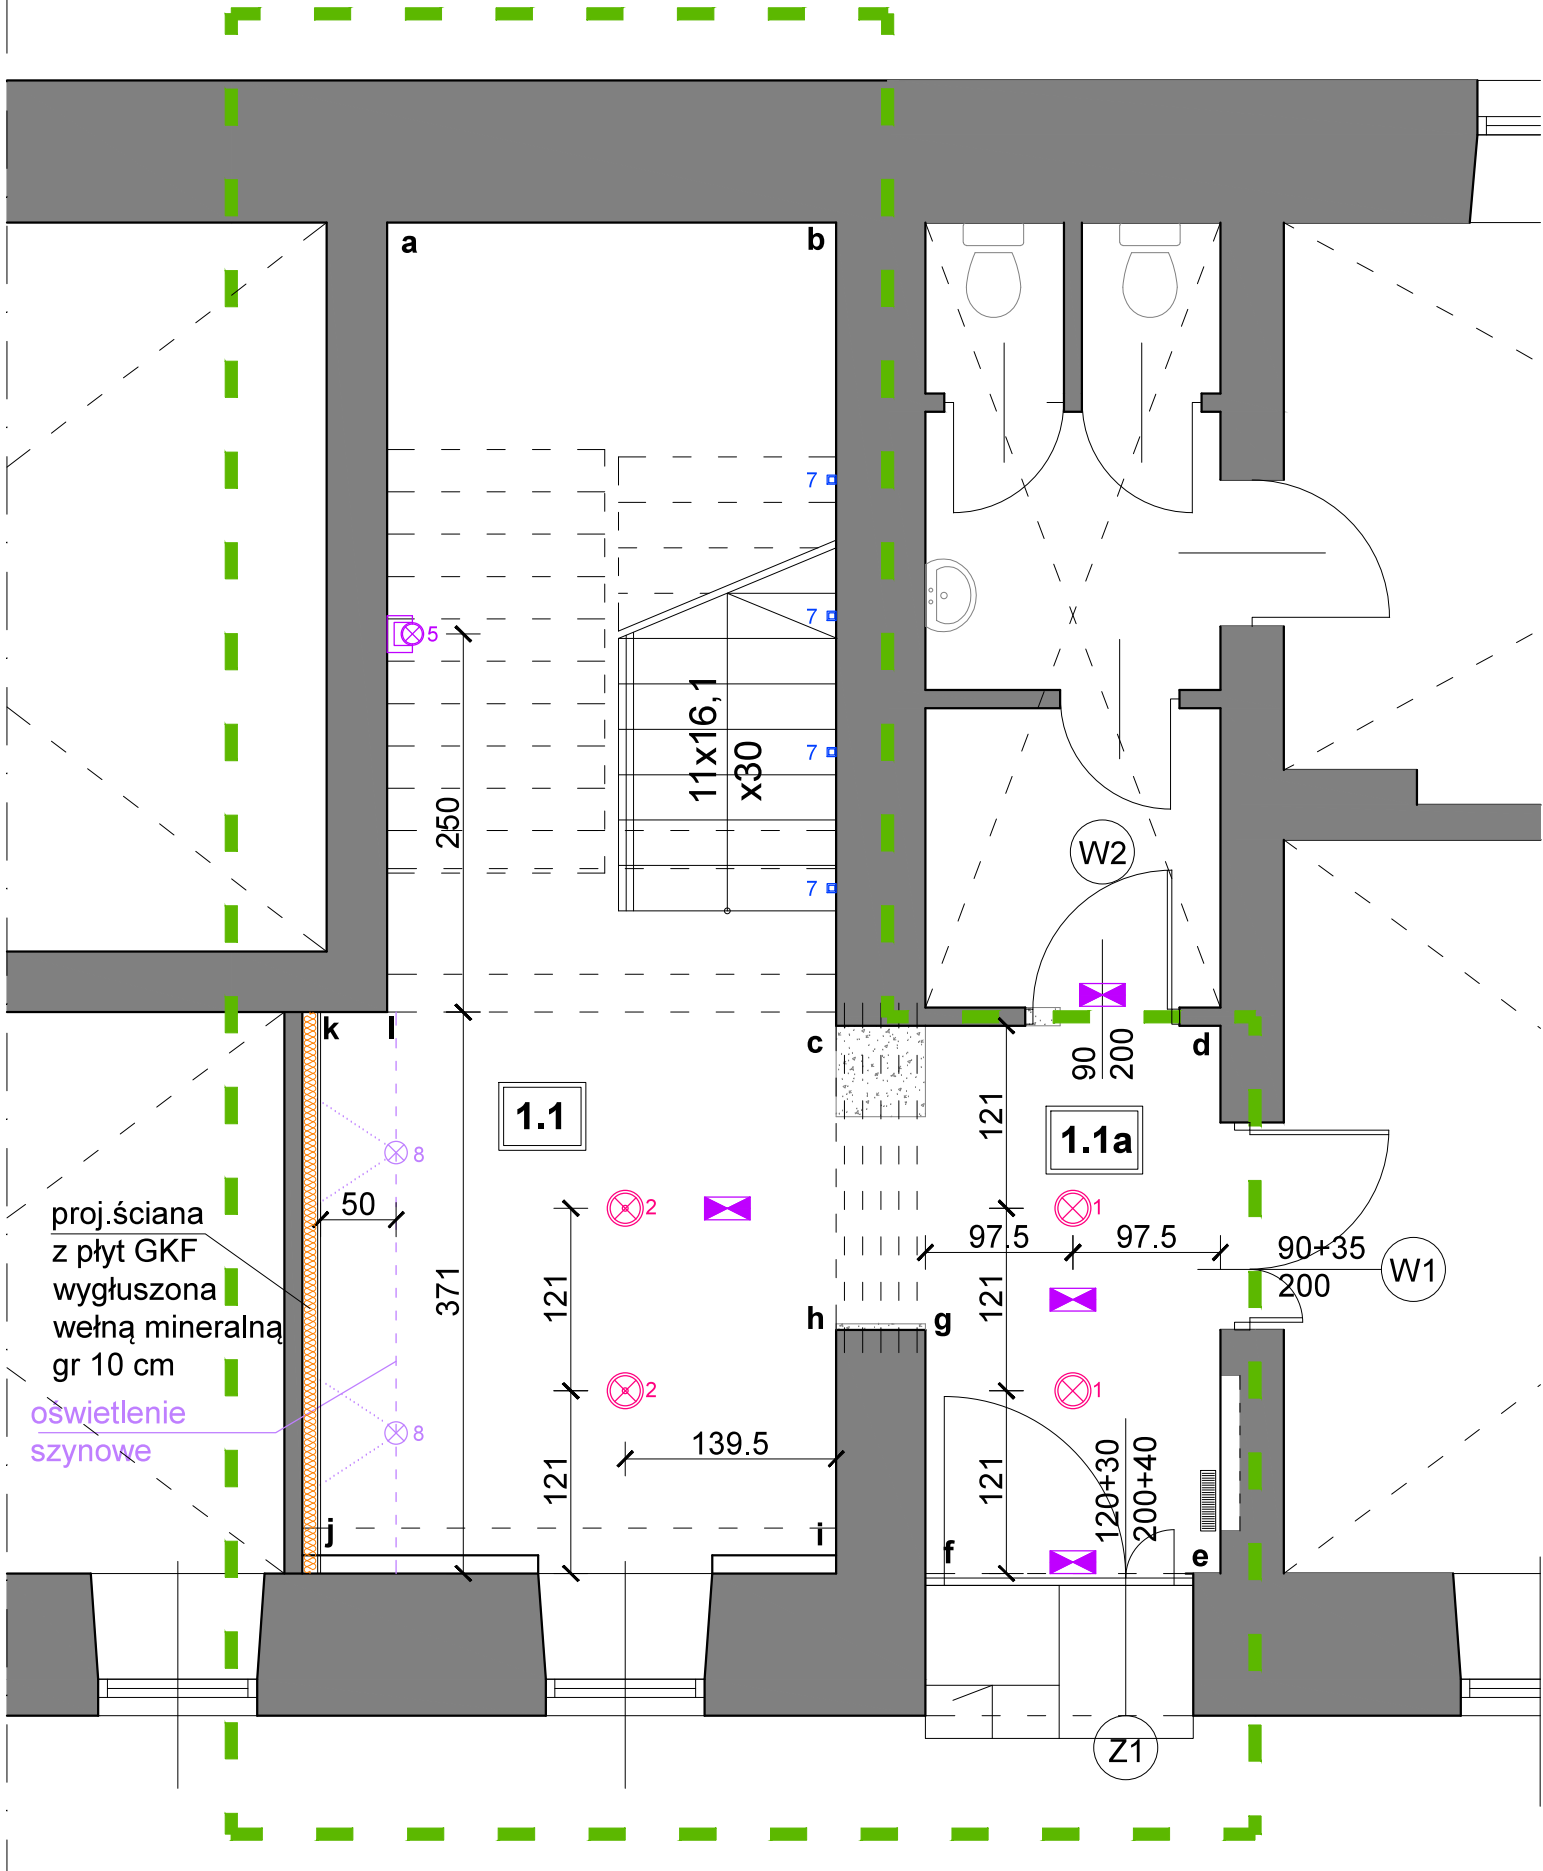 a
b
7
7
5
11x16,1
x30
7
250
W2
7
k
l
c
90
200
d
1.1
121
1.1a
8
50
2
1
proj.ściana
z płyt GKF
wygłuszona
wełną mineralną
gr 10 cm
97.5
97.5
90+35
200
W1
371
121
121
h
g
2
1
oświetlenie
szynowe
8
139.5
121
121
120+30
200+40
j
i
f
e
Z1